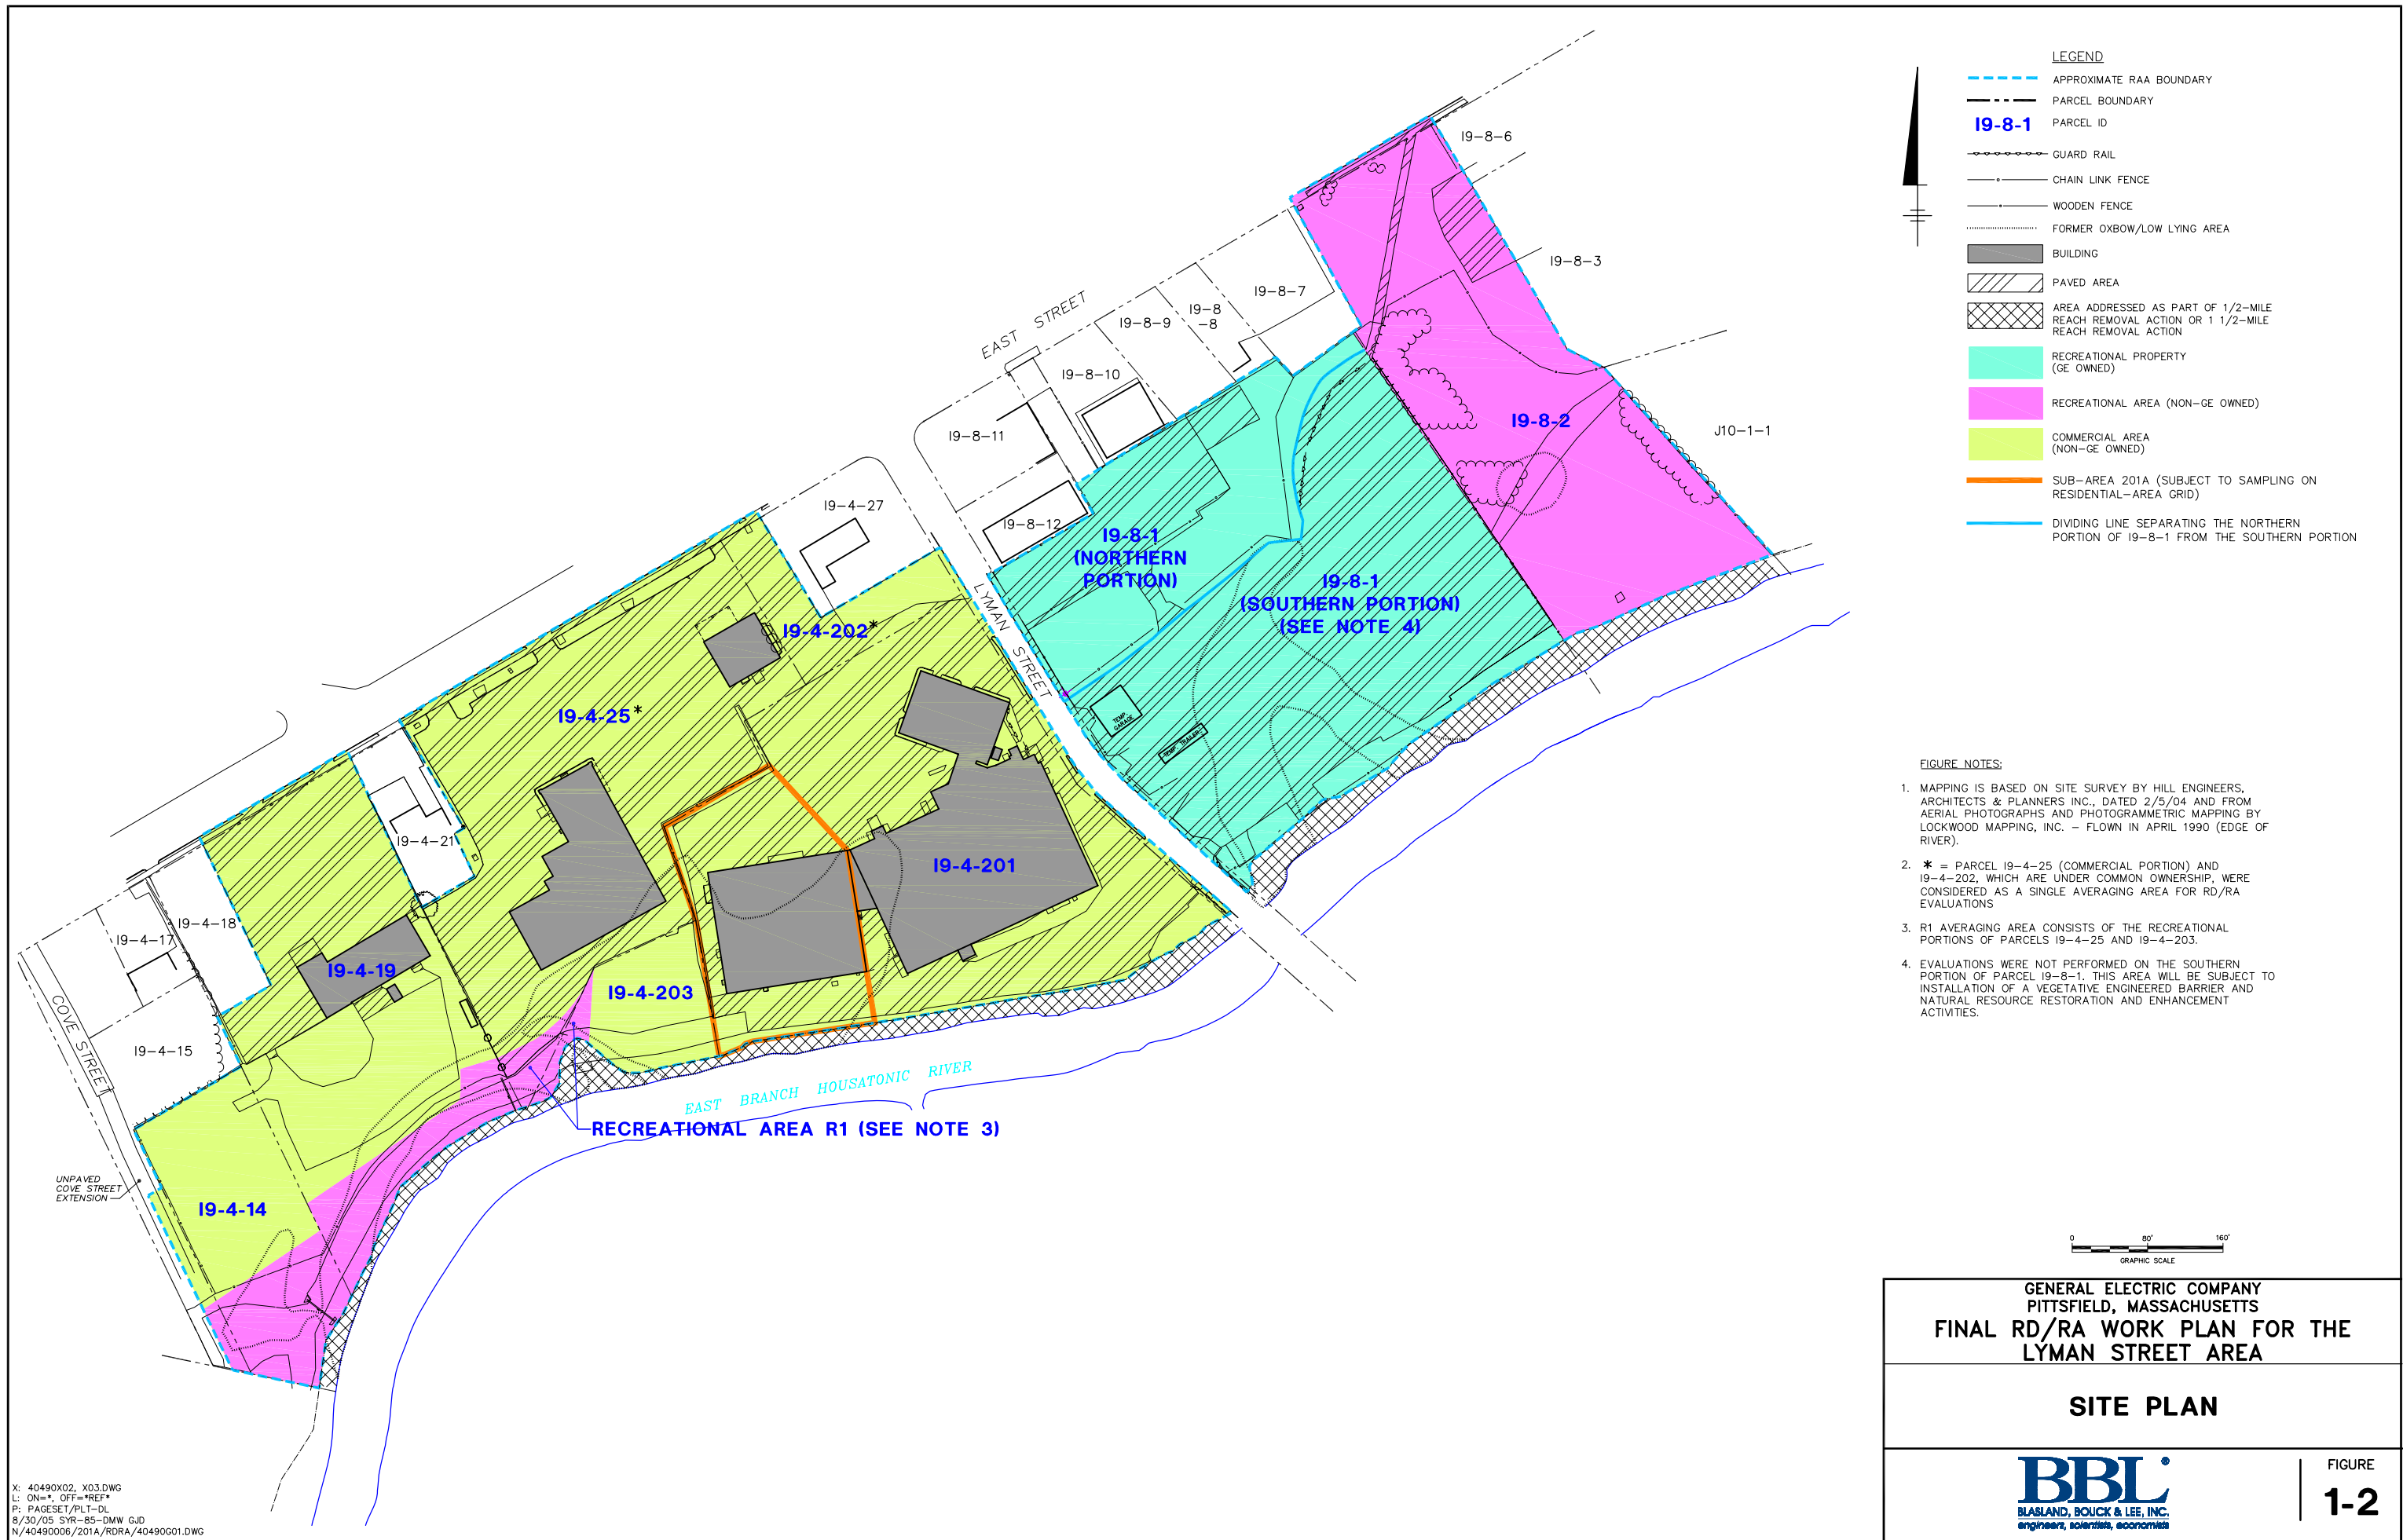 LEGEND
APPROXIMATE RAA BOUNDARY
PARCEL BOUNDARY
I9-8-1 PARCEL ID
GUARD RAIL
CHAIN LINK FENCE
WOODEN FENCE
FORMER OXBOW/LOW LYING AREA
BUILDING
PAVED AREA
AREA ADDRESSED AS PART OF 1/2-MILE
REACH REMOVAL ACTION OR 1 1/2-MILE
REACH REMOVAL ACTION
RECREATIONAL PROPERTY
(GE OWNED)
RECREATIONAL AREA (NON-GE OWNED)
COMMERCIAL AREA
(NON-GE OWNED)
SUB-AREA 201A (SUBJECT TO SAMPLING ON
RESIDENTIAL-AREA GRID)
DIVIDING LINE SEPARATING THE NORTHERN
PORTION OF I9-8-1 FROM THE SOUTHERN PORTION
I9-8-6
I9-8-3
I9-8-7
I9-8
-8
I9-8-9
EAST STREET
I9-8-10
I9-8-2
J10-1-1
I9-8-11
I9-4-27
I9-8-12
I9-8-1
(NORTHERN
PORTION)
I9-8-1
(SOUTHERN PORTION)
(SEE NOTE 4)
LYMAN STREET
I9-4-202*
I9-4-25*
TEMP.
GARAGE
TEMP. TRAILER
I9-4-21
I9-4-201
I9-4-18
I9-4-17
I9-4-19
I9-4-203
COVE STREET
I9-4-15
EAST BRANCH HOUSATONIC RIVER
RECREATIONAL AREA R1 (SEE NOTE 3)
UNPAVED
COVE STREET
EXTENSION
I9-4-14
FIGURE NOTES:
1. MAPPING IS BASED ON SITE SURVEY BY HILL ENGINEERS,
ARCHITECTS & PLANNERS INC., DATED 2/5/04 AND FROM
AERIAL PHOTOGRAPHS AND PHOTOGRAMMETRIC MAPPING BY
LOCKWOOD MAPPING, INC. - FLOWN IN APRIL 1990 (EDGE OF
RIVER).
2. * = PARCEL I9-4-25 (COMMERCIAL PORTION) AND
I9-4-202, WHICH ARE UNDER COMMON OWNERSHIP, WERE
CONSIDERED AS A SINGLE AVERAGING AREA FOR RD/RA
EVALUATIONS
3. R1 AVERAGING AREA CONSISTS OF THE RECREATIONAL
PORTIONS OF PARCELS I9-4-25 AND I9-4-203.
4. EVALUATIONS WERE NOT PERFORMED ON THE SOUTHERN
PORTION OF PARCEL I9-8-1. THIS AREA WILL BE SUBJECT TO
INSTALLATION OF A VEGETATIVE ENGINEERED BARRIER AND
NATURAL RESOURCE RESTORATION AND ENHANCEMENT
ACTIVITIES.
0 80' 160'
GRAPHIC SCALE
GENERAL ELECTRIC COMPANY
PITTSFIELD, MASSACHUSETTS
FINAL RD/RA WORK PLAN FOR THE
LYMAN STREET AREA
SITE PLAN
BBL®
BLASLAND, BOUCK & LEE, INC.
engineers, scientists, economists
FIGURE
1-2
X: 40490X02, X03.DWG
L: ON=*, OFF=*REF*
P: PAGESET/PLT-DL
8/30/05 SYR-85-DMW GJD
N/40490006/201A/RDRA/40490G01.DWG